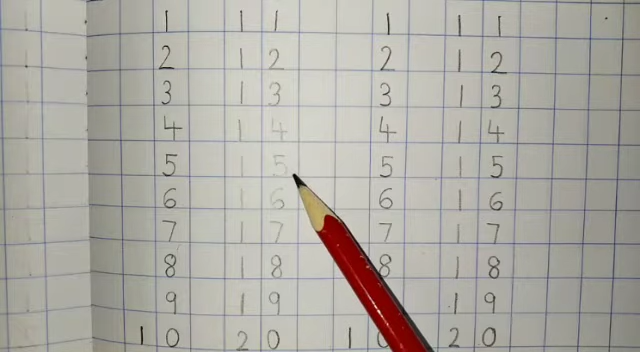 1 11 1 11
2 12 2 12
3 13 3 13
4 14 4 14
5 15 5 15
6 16 6 16
7 17 7 17
8 18 8 18
9 19 19
10 20 10 20